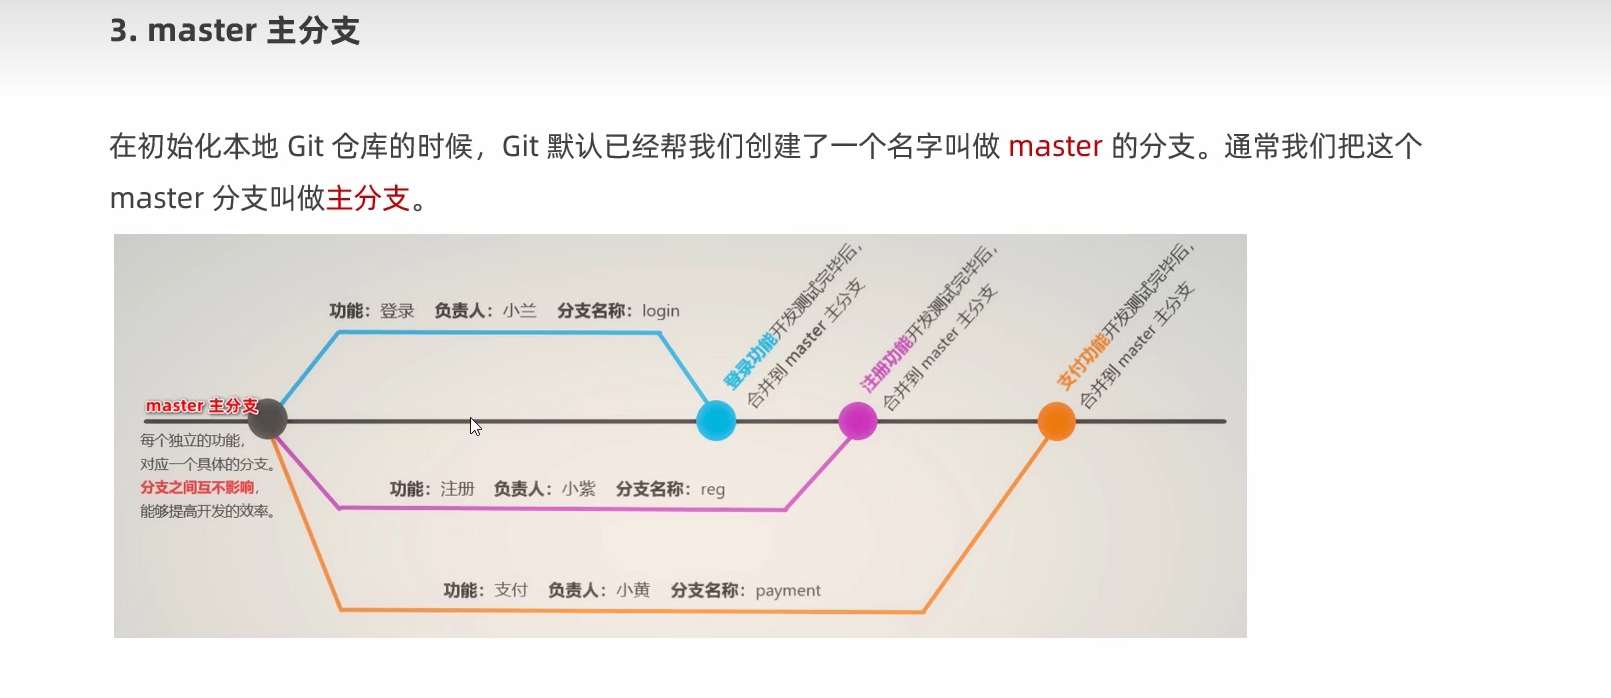 3. master 主分支
在初始化本地 Git 仓库的时候，Git 默认已经帮我们创建了一个名字叫做 master 的分支。通常我们把这个
master 分支叫做主分支。
功能：登录 负责人：小兰 分支名称：login
登录功能开发测试完毕后，
合并到 master 主分支
注册功能开发测试完毕后，
合并到 master 主分支
支付功能开发测试完毕后，
合并到 master 主分支
master 主分支
每个独立的功能，
对应一个具体的分支。
分支之间互不影响，
能够提高开发的效率。
功能：注册 负责人：小紫 分支名称：reg
功能：支付 负责人：小黄 分支名称：payment